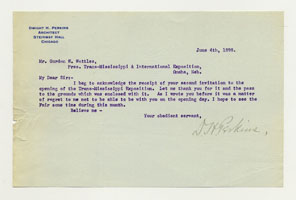 DWIGHT H. PERKINS
ARCHITECT
STEINWAY HALL
CHICAGO
June 4th, 1898.
Mr. Gurdon W. Wattles,
Pres. Trans-Mississippi & International Exposition,
Omaha, Neb.
My Dear Sir:-
I beg to acknowledge the receipt of your second invitation to the
opening of the Trans-Mississippi Exposition. Let me thank you for it and the pass
to the grounds which was enclosed with it. As I wrote you before it was a matter
of regret to me not to be able to be with you on the opening day. I hope to see the
Fair some time during this month.
Believe me -
Your obedient servant,
D H Perkins.